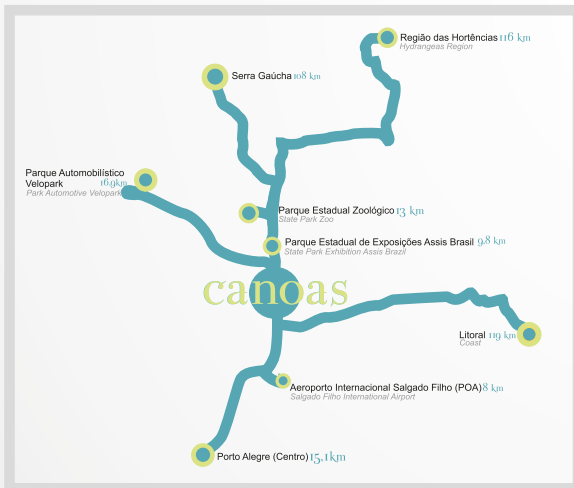 Região das Hortências 116 km
Hydrangeas Region
Serra Gaúcha 108 km
Parque Automobilístico
Velopark 16.9km
Park Automotive Velopark
Parque Estadual Zoológico 13 km
State Park Zoo
Parque Estadual de Exposições Assis Brasil 9,8 km
State Park Exhibition Assis Brazil
canoas
Litoral 119 km
Coast
Aeroporto Internacional Salgado Filho (POA) 8 km
Salgado Filho International Airport
Porto Alegre (Centro) 15,1km